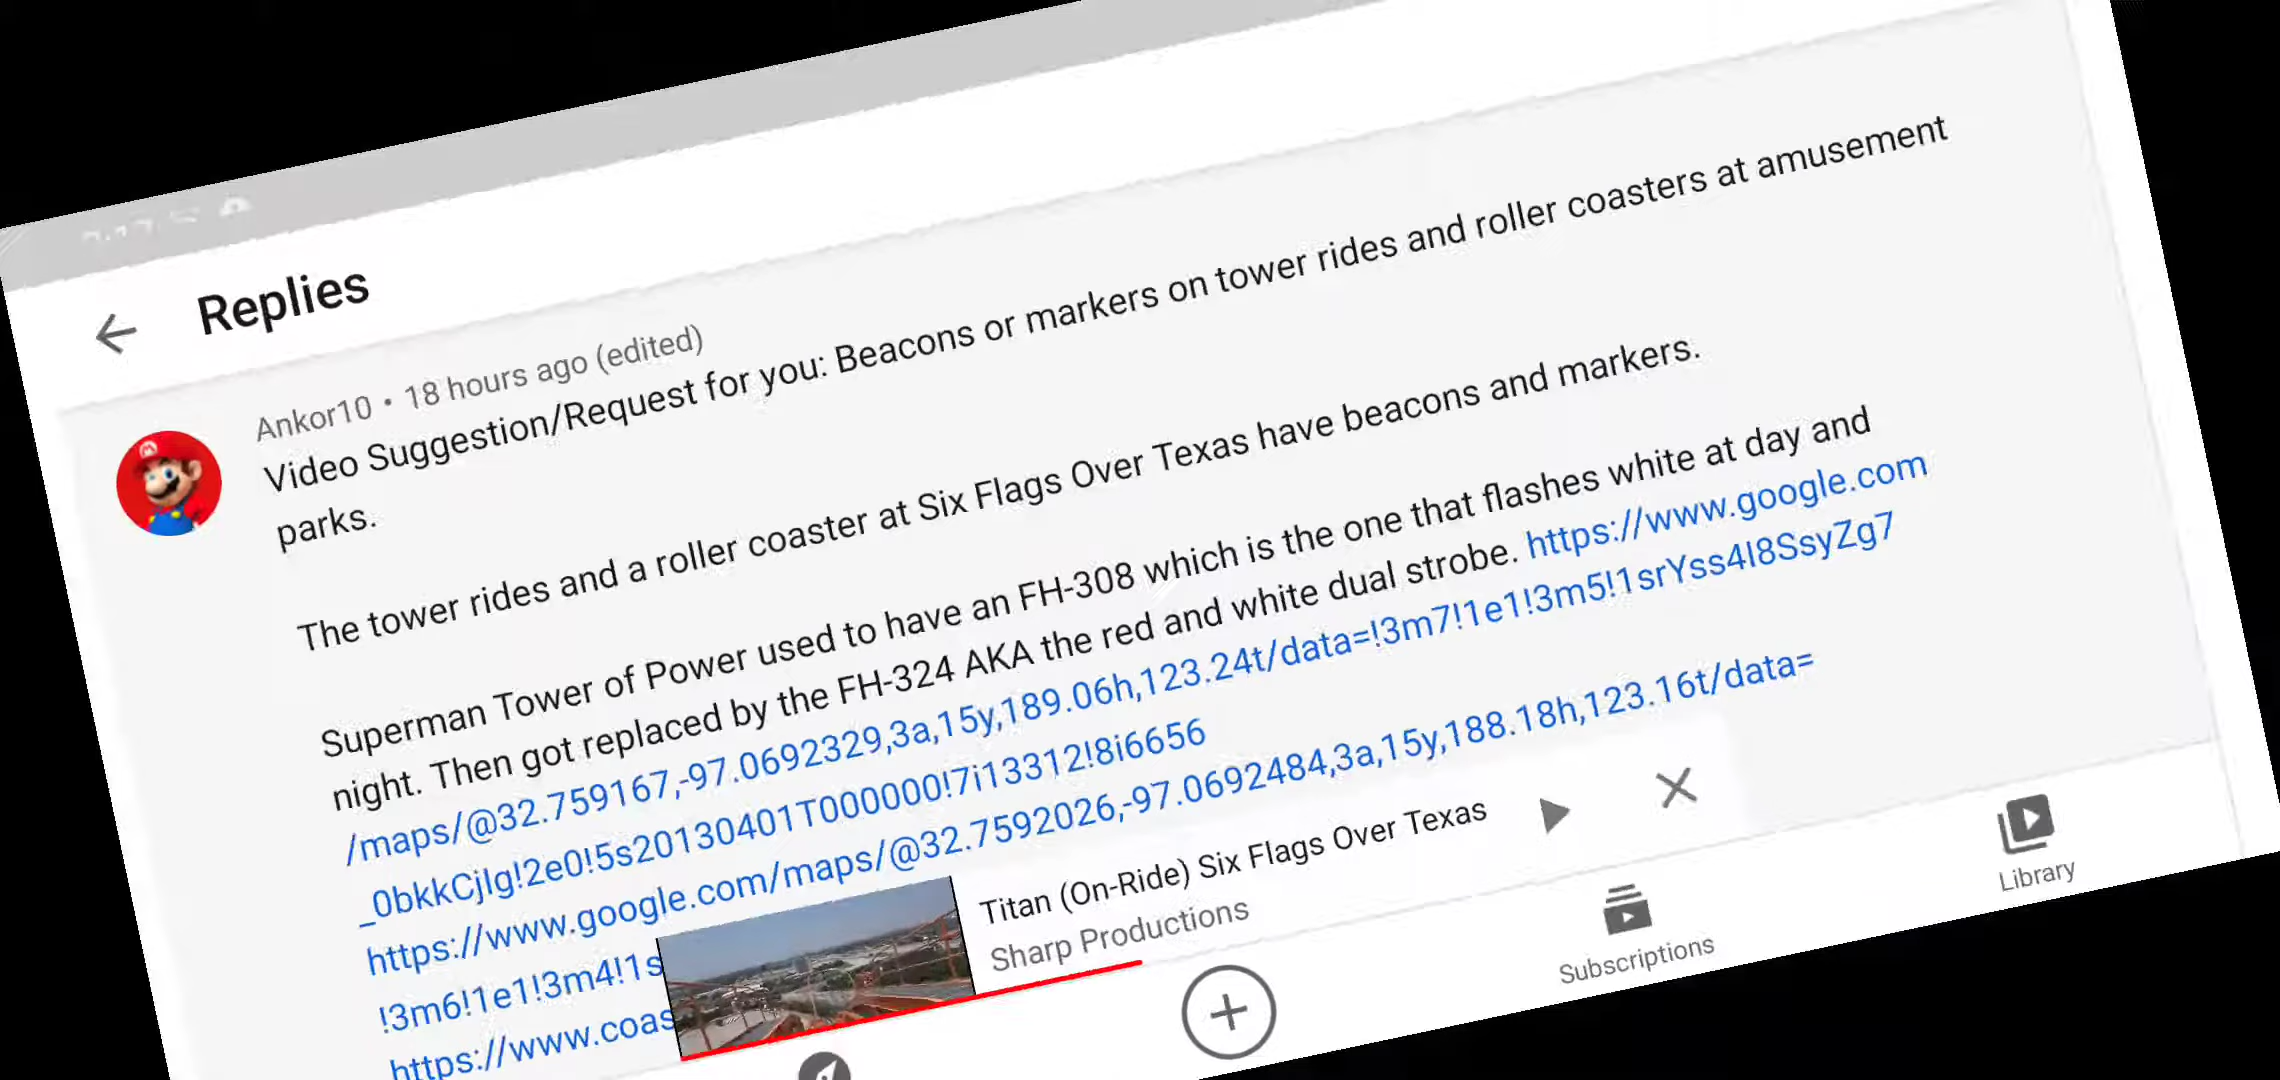 Replies
Ankor10 • 18 hours ago (edited)
Video Suggestion/Request for you: Beacons or markers on tower rides and roller coasters at amusement
parks.
The tower rides and a roller coaster at Six Flags Over Texas have beacons and markers.
Superman Tower of Power used to have an FH-308 which is the one that flashes white at day and
night. Then got replaced by the FH-324 AKA the red and white dual strobe. https://www.google.com
/maps/@32.759167,-97.0692329,3a,15y,189.06h,123.24t/data=!3m7!1e1!3m5!1srYss4I8SsyZg7
_0bkkCjIg!2e0!5s20130401T000000!7i13312!8i6656
https://www.google.com/maps/@32.7592026,-97.0692484,3a,15y,188.18h,123.16t/data=
!3m6!1e1!3m4!1s
https://www.coas
Titan (On-Ride) Six Flags Over Texas
Sharp Productions
Subscriptions
Library